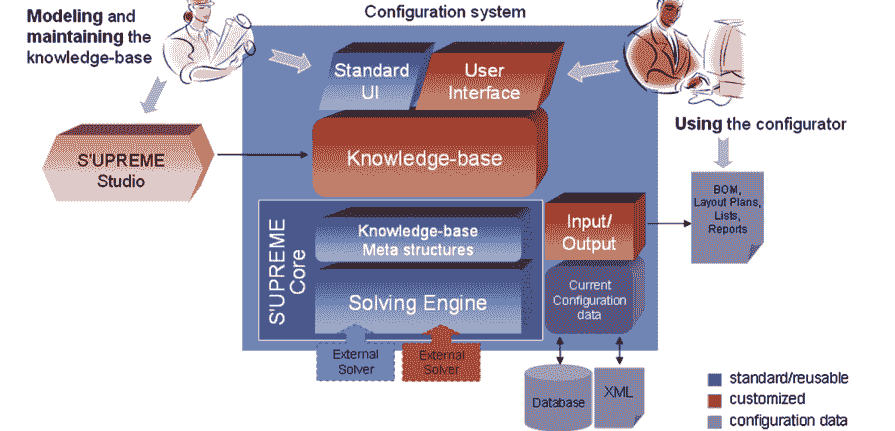 Configuration system
Modeling and
maintaining the
knowledge-base
Standard
UI
User
Interface
Using the configurator
S'UPREME
Studio
Knowledge-base
BOM,
Layout Plans,
Lists,
Reports
Input/
Output
S'UPREME
Core
Knowledge-base
Meta structures
Current
Configuration
data
Solving Engine
External
Solver
External
Solver
Database
XML
standard/reusable
customized
configuration data